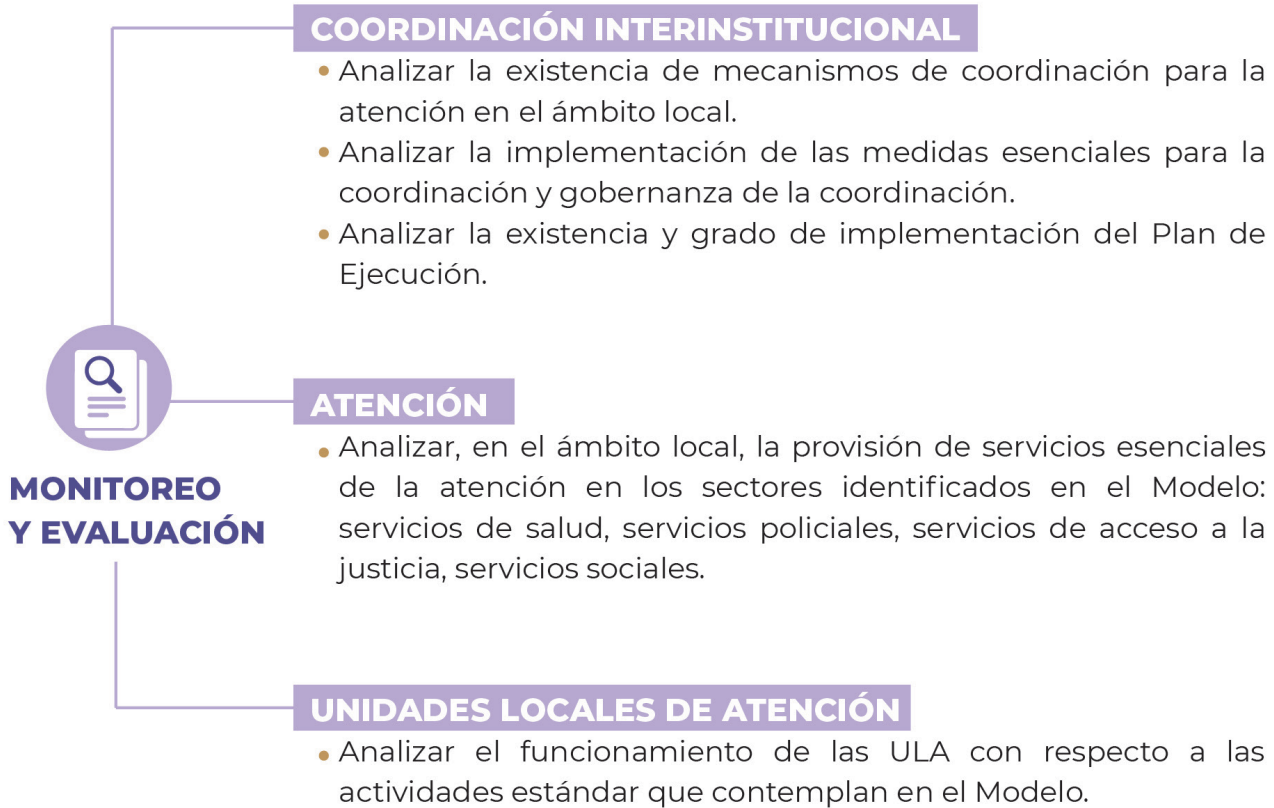 COORDINACIÓN INTERINSTITUCIONAL
• Analizar la existencia de mecanismos de coordinación para la
atención en el ámbito local.
• Analizar la implementación de las medidas esenciales para la
coordinación y gobernanza de la coordinación.
• Analizar la existencia y grado de implementación del Plan de
Ejecución.
MONITOREO
Y EVALUACIÓN
ATENCIÓN
• Analizar, en el ámbito local, la provisión de servicios esenciales
de la atención en los sectores identificados en el Modelo:
servicios de salud, servicios policiales, servicios de acceso a la
justicia, servicios sociales.
UNIDADES LOCALES DE ATENCIÓN
• Analizar el funcionamiento de las ULA con respecto a las
actividades estándar que contemplan en el Modelo.